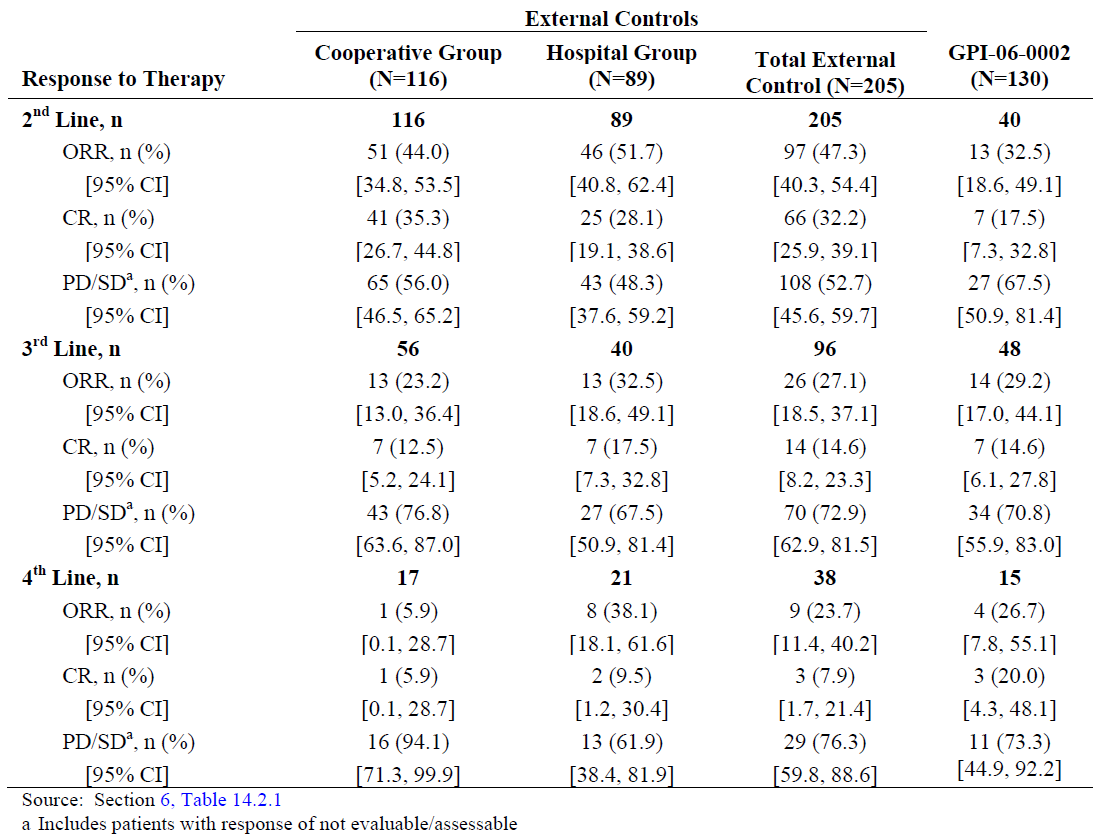 External Controls
Response to Therapy Cooperative Group (N=116) Hospital Group (N=89) Total External Control (N=205) GPI-06-0002 (N=130)
2nd Line, n 116 89 205 40
ORR, n (%) 51 (44.0) 46 (51.7) 97 (47.3) 13 (32.5)
[95% CI] [34.8, 53.5] [40.8, 62.4] [40.3, 54.4] [18.6, 49.1]
CR, n (%) 41 (35.3) 25 (28.1) 66 (32.2) 7 (17.5)
[95% CI] [26.7, 44.8] [19.1, 38.6] [25.9, 39.1] [7.3, 32.8]
PD/SDa, n (%) 65 (56.0) 43 (48.3) 108 (52.7) 27 (67.5)
[95% CI] [46.5, 65.2] [37.6, 59.2] [45.6, 59.7] [50.9, 81.4]
3rd Line, n 56 40 96 48
ORR, n (%) 13 (23.2) 13 (32.5) 26 (27.1) 14 (29.2)
[95% CI] [13.0, 36.4] [18.6, 49.1] [18.5, 37.1] [17.0, 44.1]
CR, n (%) 7 (12.5) 7 (17.5) 14 (14.6) 7 (14.6)
[95% CI] [5.2, 24.1] [7.3, 32.8] [8.2, 23.3] [6.1, 27.8]
PD/SDa, n (%) 43 (76.8) 27 (67.5) 70 (72.9) 34 (70.8)
[95% CI] [63.6, 87.0] [50.9, 81.4] [62.9, 81.5] [55.9, 83.0]
4th Line, n 17 21 38 15
ORR, n (%) 1 (5.9) 8 (38.1) 9 (23.7) 4 (26.7)
[95% CI] [0.1, 28.7] [18.1, 61.6] [11.4, 40.2] [7.8, 55.1]
CR, n (%) 1 (5.9) 2 (9.5) 3 (7.9) 3 (20.0)
[95% CI] [0.1, 28.7] [1.2, 30.4] [1.7, 21.4] [4.3, 48.1]
PD/SDa, n (%) 16 (94.1) 13 (61.9) 29 (76.3) 11 (73.3)
[95% CI] [71.3, 99.9] [38.4, 81.9] [59.8, 88.6] [44.9, 92.2]
Source: Section 6, Table 14.2.1
a Includes patients with response of not evaluable/assessable